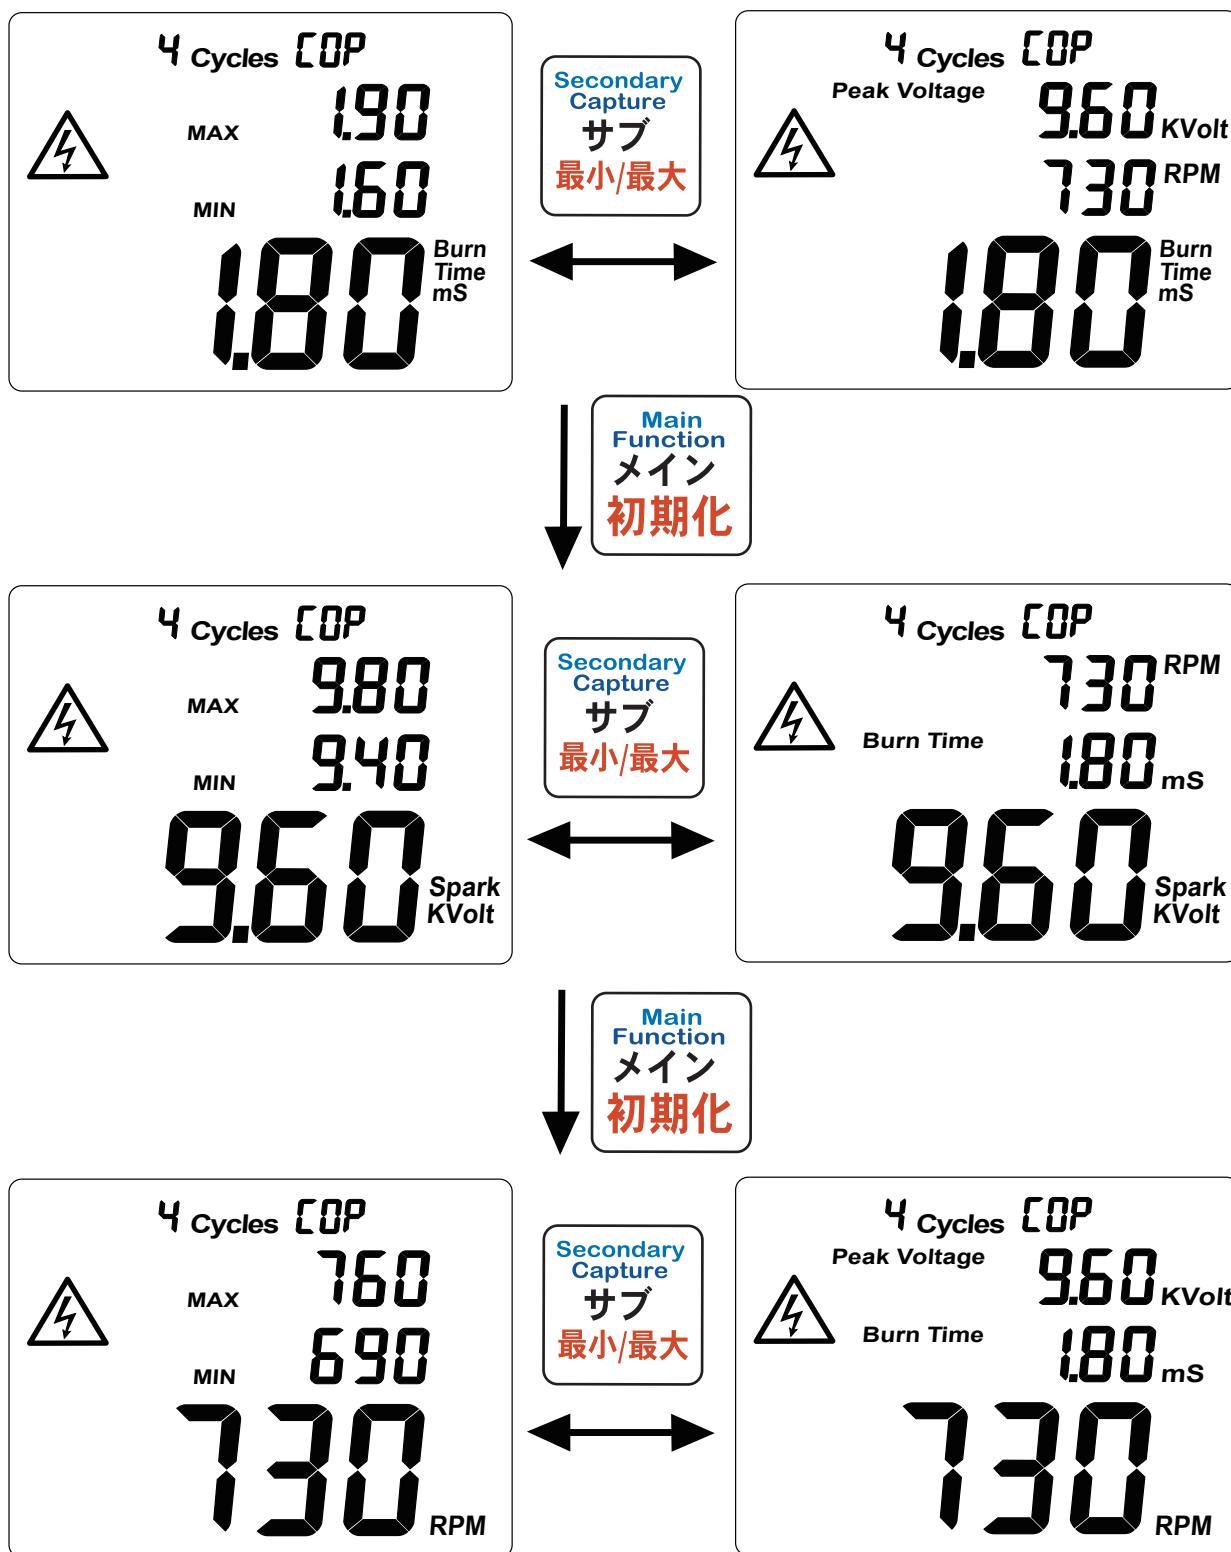 4 Cycles COP
MAX 1.90
MIN 1.60
1.80 Burn Time mS
Secondary
Capture
サブ
最小/最大
4 Cycles COP
Peak Voltage 9.60 KVolt
730 RPM
1.80 Burn Time mS
Main
Function
メイン
初期化
4 Cycles COP
MAX 9.80
MIN 9.40
9.60 Spark KVolt
Secondary
Capture
サブ
最小/最大
4 Cycles COP
730 RPM
Burn Time 1.80 mS
9.60 Spark KVolt
Main
Function
メイン
初期化
4 Cycles COP
MAX 760
MIN 690
730 RPM
Secondary
Capture
サブ
最小/最大
4 Cycles COP
Peak Voltage 9.60 KVolt
Burn Time 1.80 mS
730 RPM